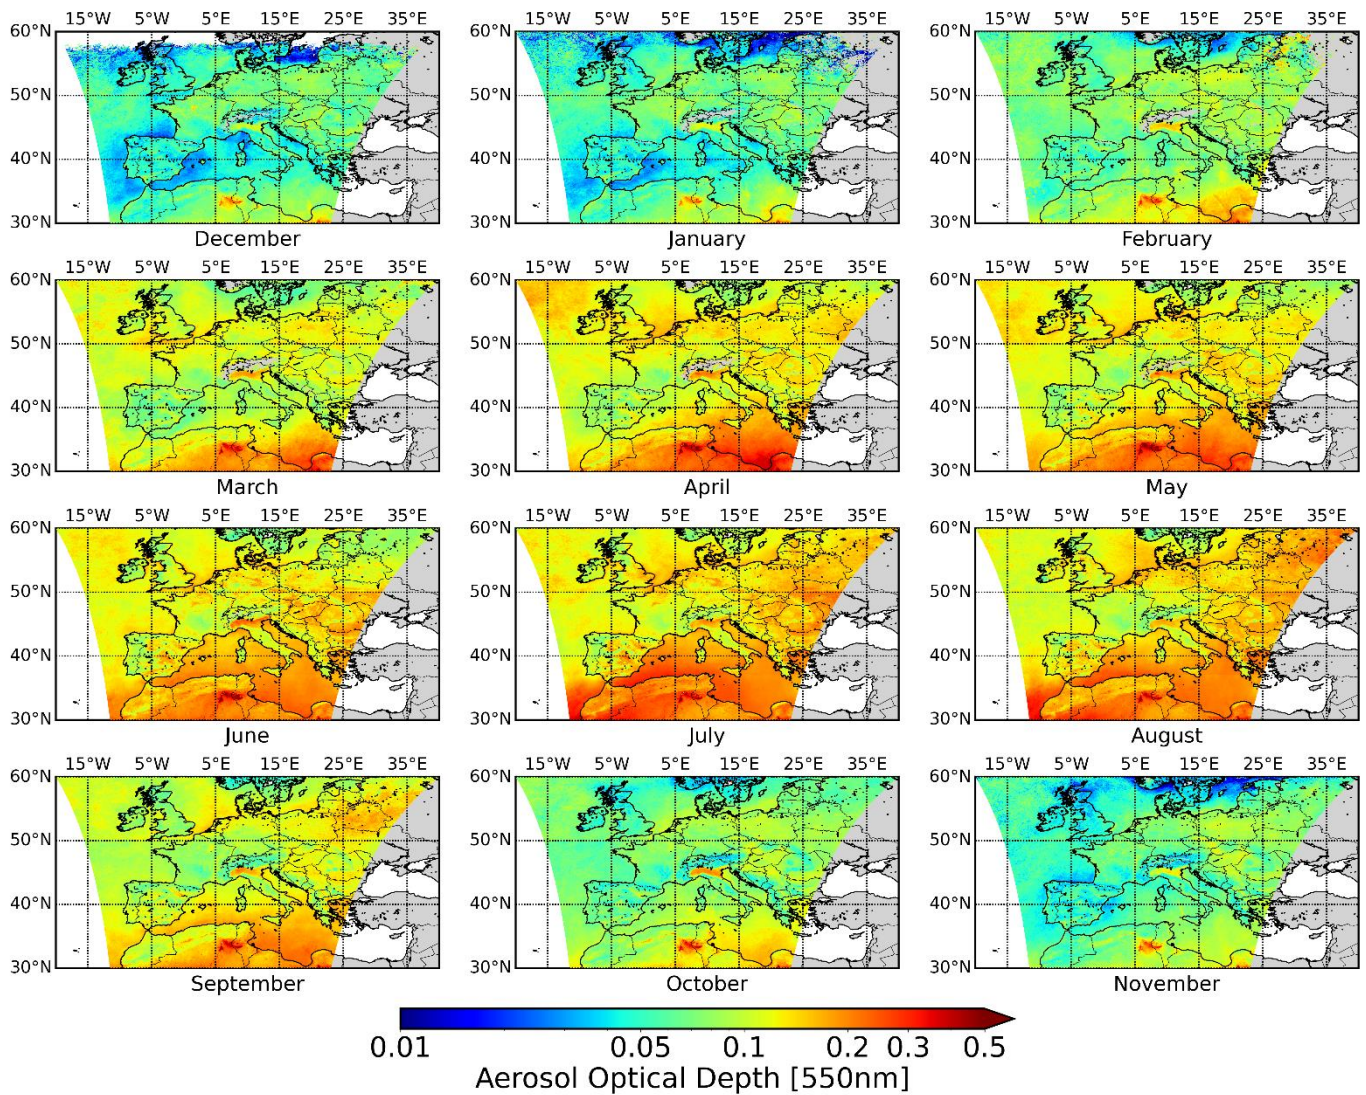 15°W 5°W 5°E 15°E 25°E 35°E 15°W 5°W 5°E 15°E 25°E 35°E 15°W 5°W 5°E 15°E 25°E 35°E
60°N 60°N 60°N
50°N 50°N 50°N
40°N 40°N 40°N
30°N 30°N 30°N
December January February
15°W 5°W 5°E 15°E 25°E 35°E 15°W 5°W 5°E 15°E 25°E 35°E 15°W 5°W 5°E 15°E 25°E 35°E
60°N 60°N 60°N
50°N 50°N 50°N
40°N 40°N 40°N
30°N 30°N 30°N
March April May
15°W 5°W 5°E 15°E 25°E 35°E 15°W 5°W 5°E 15°E 25°E 35°E 15°W 5°W 5°E 15°E 25°E 35°E
60°N 60°N 60°N
50°N 50°N 50°N
40°N 40°N 40°N
30°N 30°N 30°N
June July August
15°W 5°W 5°E 15°E 25°E 35°E 15°W 5°W 5°E 15°E 25°E 35°E 15°W 5°W 5°E 15°E 25°E 35°E
60°N 60°N 60°N
50°N 50°N 50°N
40°N 40°N 40°N
30°N 30°N 30°N
September October November
0.01 0.05 0.1 0.2 0.3 0.5
Aerosol Optical Depth [550nm]